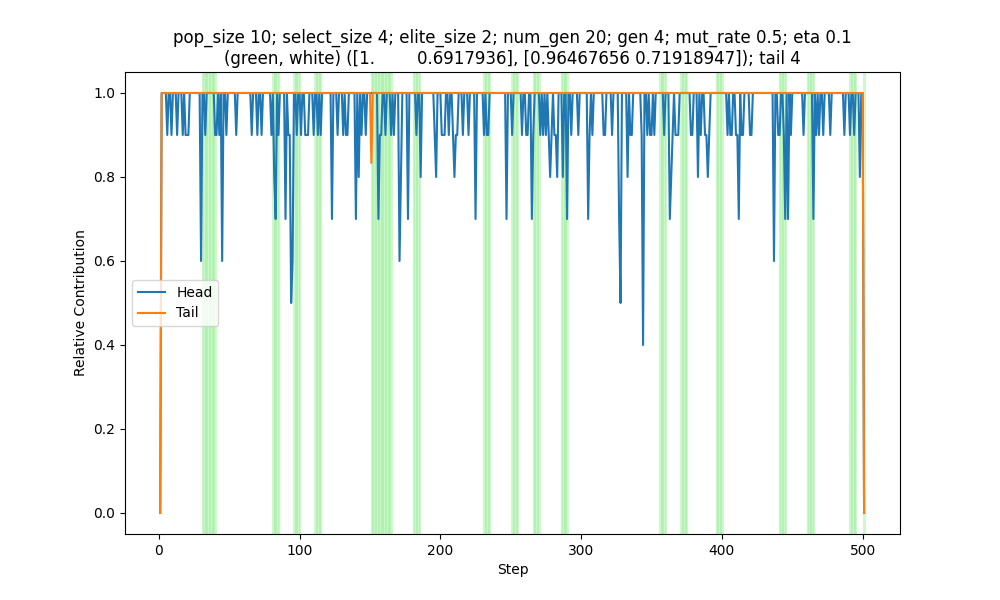 pop_size 10; select_size 4; elite_size 2; num_gen 20; gen 4; mut_rate 0.5; eta 0.1
(green, white) ([1. 0.6917936], [0.96467656 0.71918947]); tail 4
1.0
0.8
0.6
0.4
0.2
0.0
Relative Contribution
Head
Tail
0 100 200 300 400 500
Step